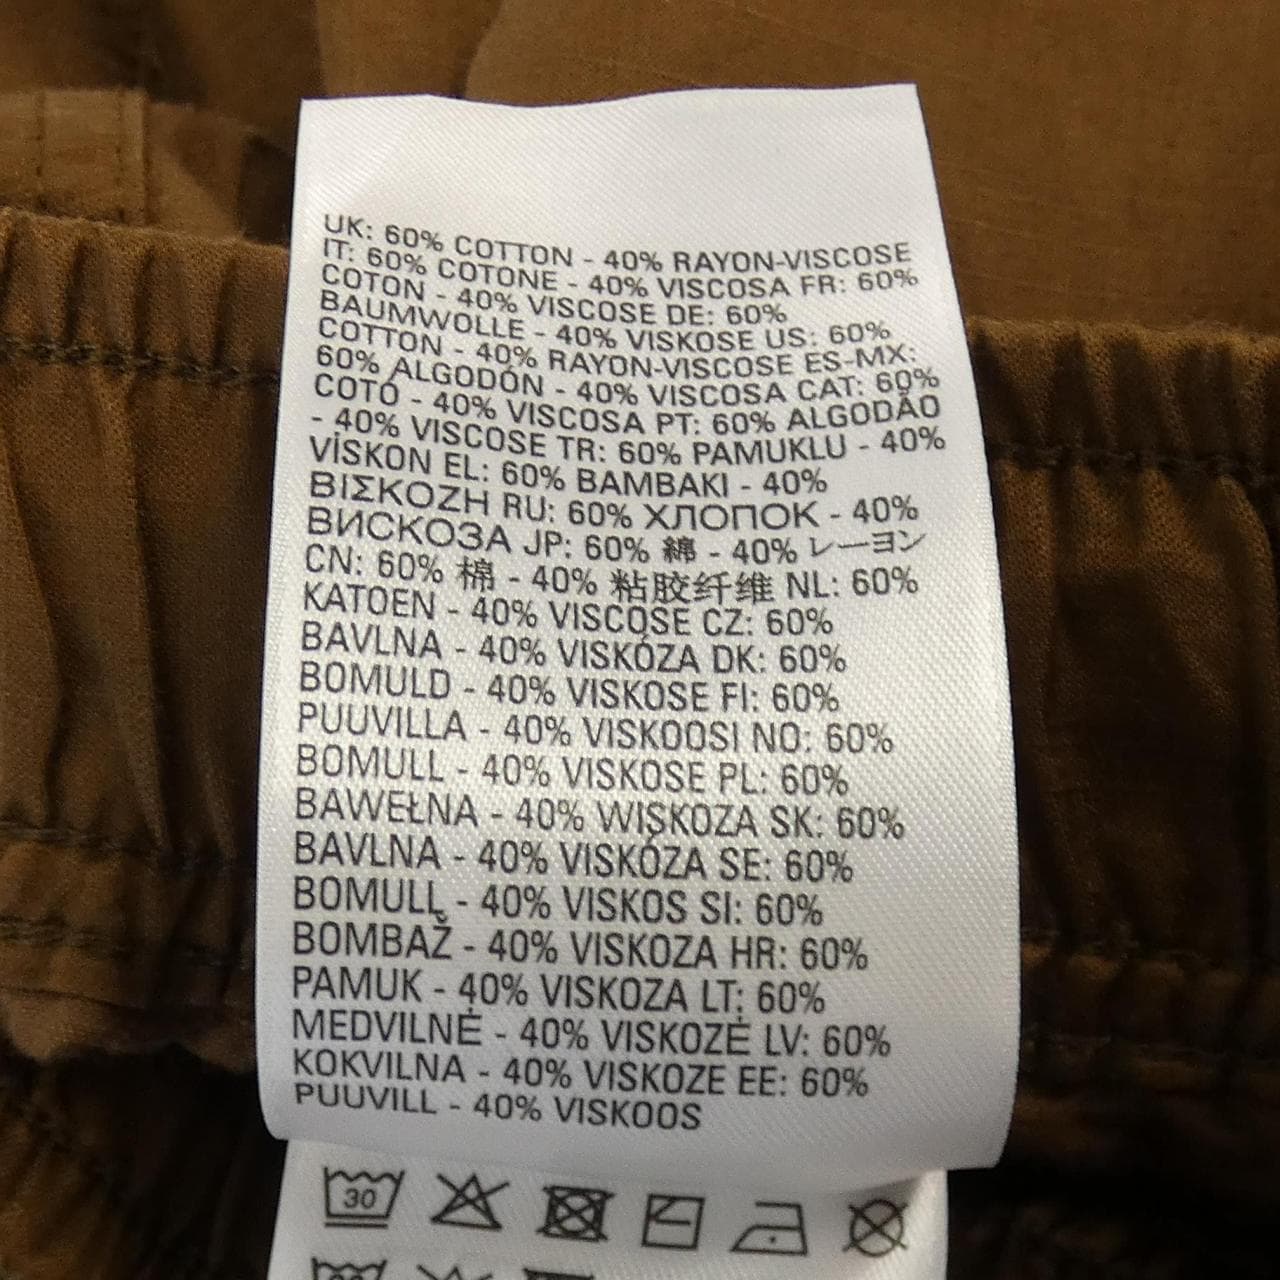 UK: 60% COTTON - 40% RAYON-VISCOSE
IT: 60% COTONE - 40% VISCOSA FR: 60%
COTON - 40% VISCOSE DE: 60%
BAUMWOLLE - 40% VISKOSE US: 60%
COTTON - 40% RAYON-VISCOSE ES-MX:
60% ALGODÓN - 40% VISCOSA CAT: 60%
COTÓ - 40% VISCOSA PT: 60% ALGODÃO
- 40% VISCOSE TR: 60% PAMUKLU - 40%
VİSKON EL: 60% BAMBAKI - 40%
ΒΙΣΚΟΖΗ RU: 60% ХЛОПОК - 40%
ВИСКОЗА JP: 60% 綿 - 40% レーヨン
CN: 60% 棉 - 40% 粘胶纤维 NL: 60%
KATOEN - 40% VISCOSE CZ: 60%
BAVLNA - 40% VISKÓZA DK: 60%
BOMULD - 40% VISKOSE FI: 60%
PUUVILLA - 40% VISKOOSI NO: 60%
BOMULL - 40% VISKOSE PL: 60%
BAWEŁNA - 40% WISKOZA SK: 60%
BAVLNA - 40% VISKÓZA SE: 60%
BOMULL - 40% VISKOS SI: 60%
BOMBAŽ - 40% VISKOZA HR: 60%
PAMUK - 40% VISKOZA LT: 60%
MEDVILNĖ - 40% VISKOZĖ LV: 60%
KOKVILNA - 40% VISKOZE EE: 60%
PUUVILL - 40% VISKOOS
30